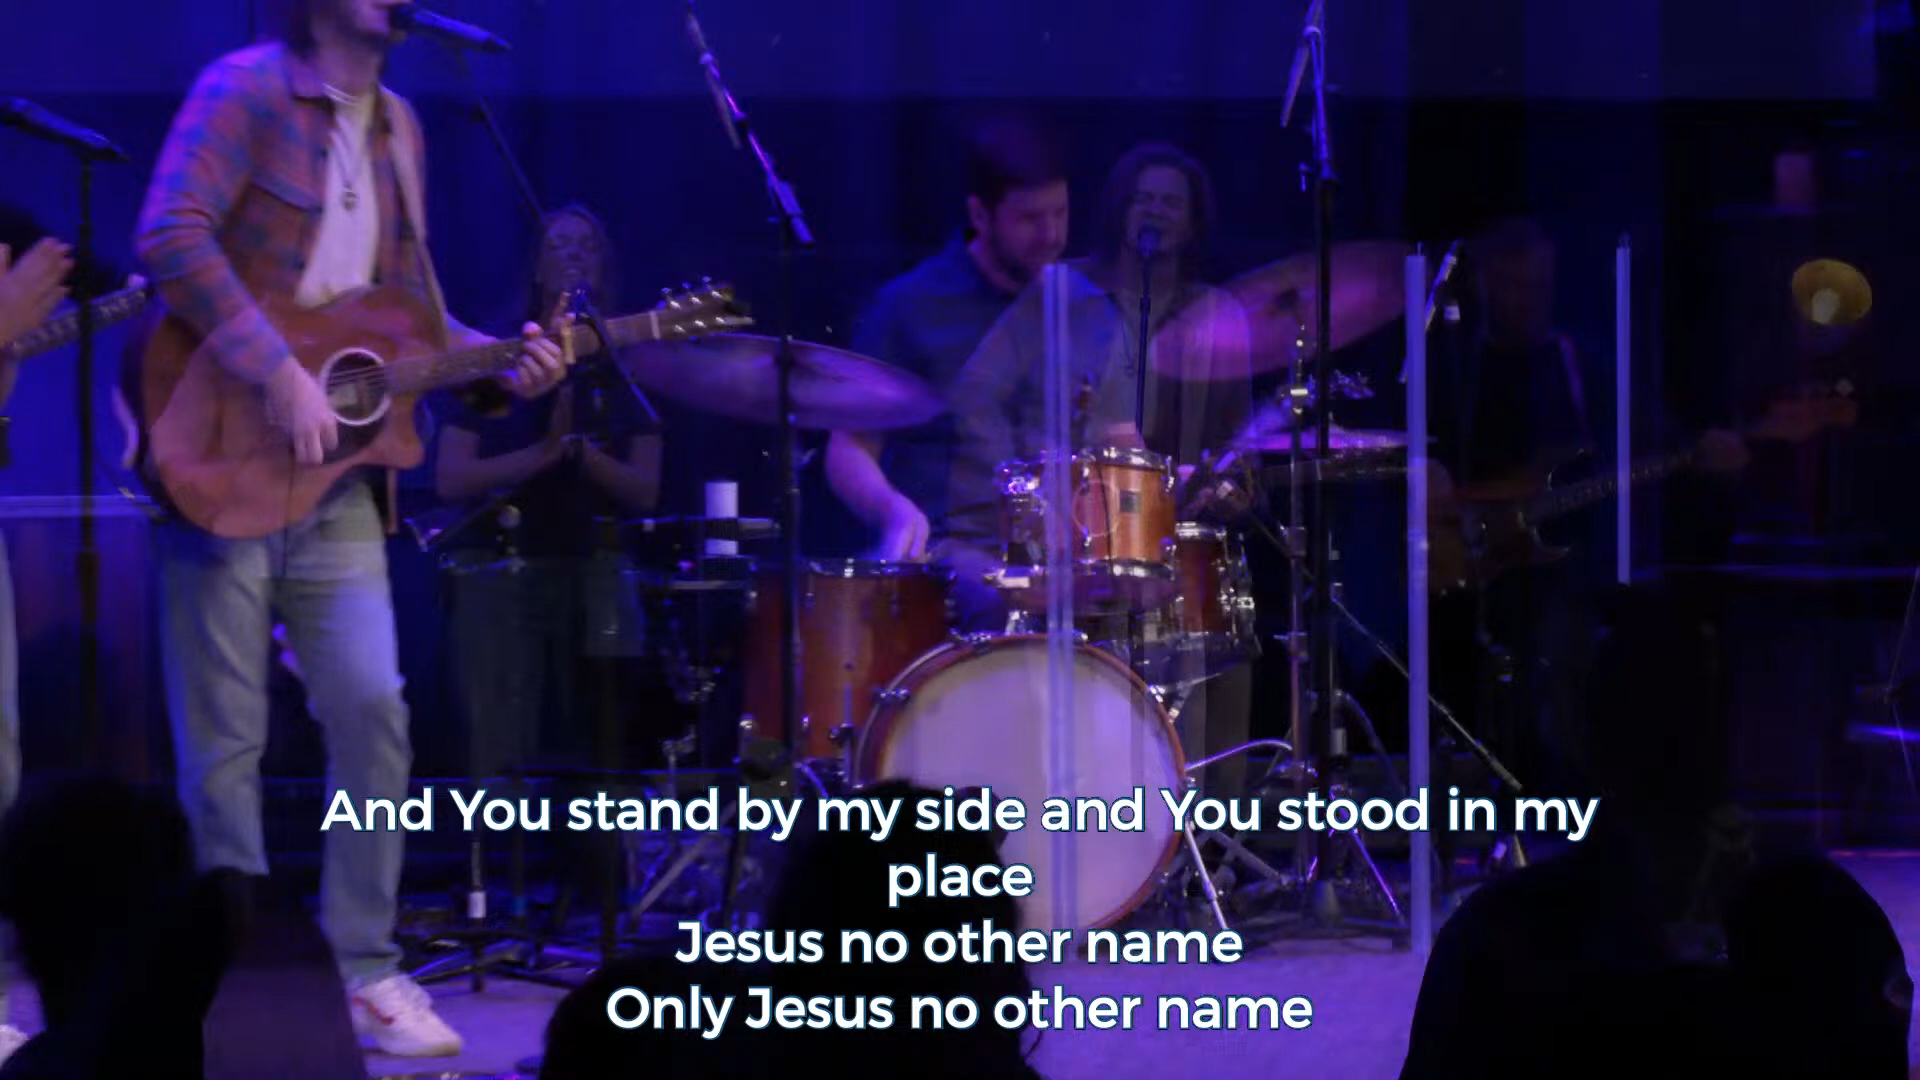 And You stand by my side and You stood in my
place
Jesus no other name
Only Jesus no other name